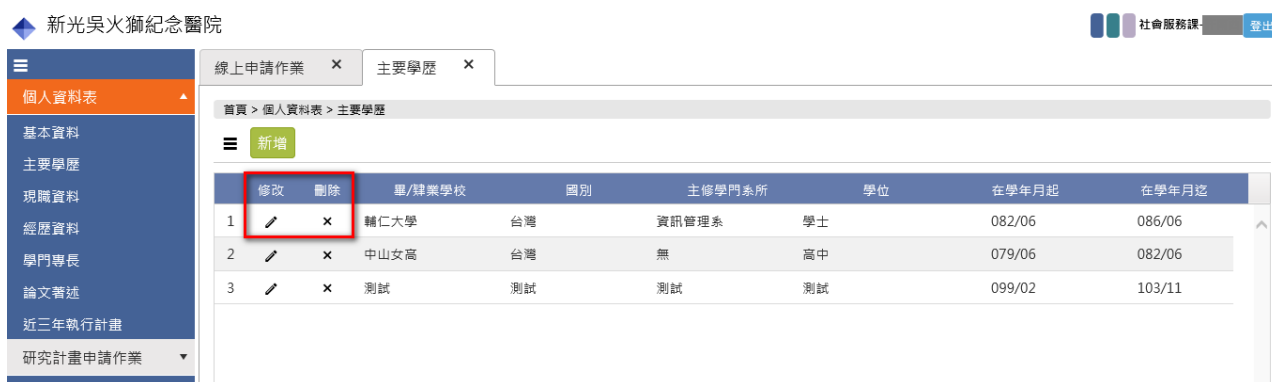 新光吳火獅紀念醫院
社會服務課-
登出
個人資料表
基本資料
主要學歷
現職資料
經歷資料
學門專長
論文著述
近三年執行計畫
研究計畫申請作業
線上申請作業 ×
主要學歷 ×
首頁 > 個人資料表 > 主要學歷
新增
修改 刪除 畢/肄業學校 國別 主修學門系所 學位 在學年月起 在學年月迄
1 × 輔仁大學 台灣 資訊管理系 學士 082/06 086/06
2 × 中山女高 台灣 無 高中 079/06 082/06
3 × 測試 測試 測試 測試 099/02 103/11